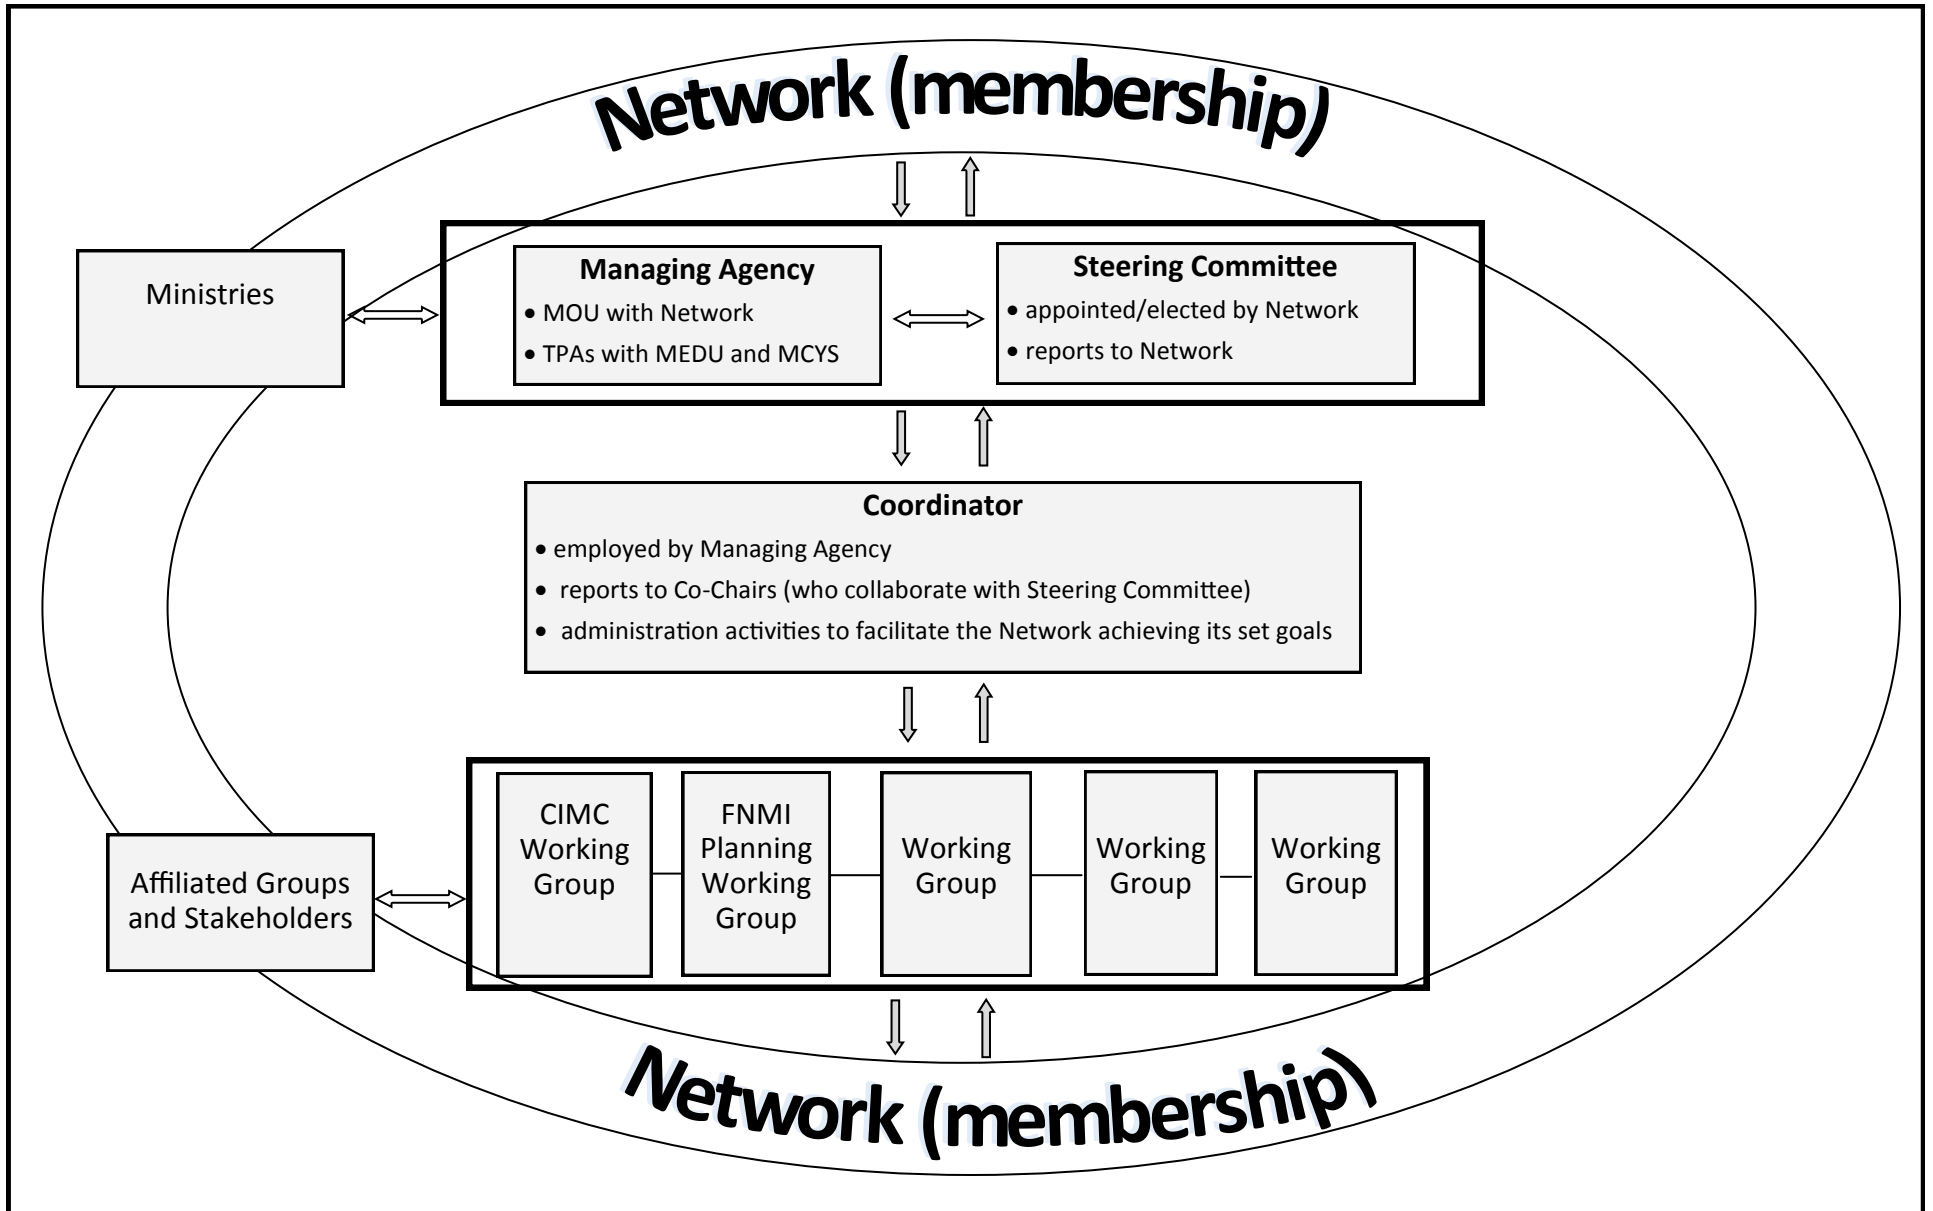 Network (membership)
Ministries
Managing Agency
• MOU with Network
• TPAs with MEDU and MCYS
Steering Committee
• appointed/elected by Network
• reports to Network
Coordinator
• employed by Managing Agency
• reports to Co-Chairs (who collaborate with Steering Committee)
• administration activities to facilitate the Network achieving its set goals
Affiliated Groups
and Stakeholders
CIMC
Working
Group
FNMI
Planning
Working
Group
Working
Group
Working
Group
Working
Group
Network (membership)